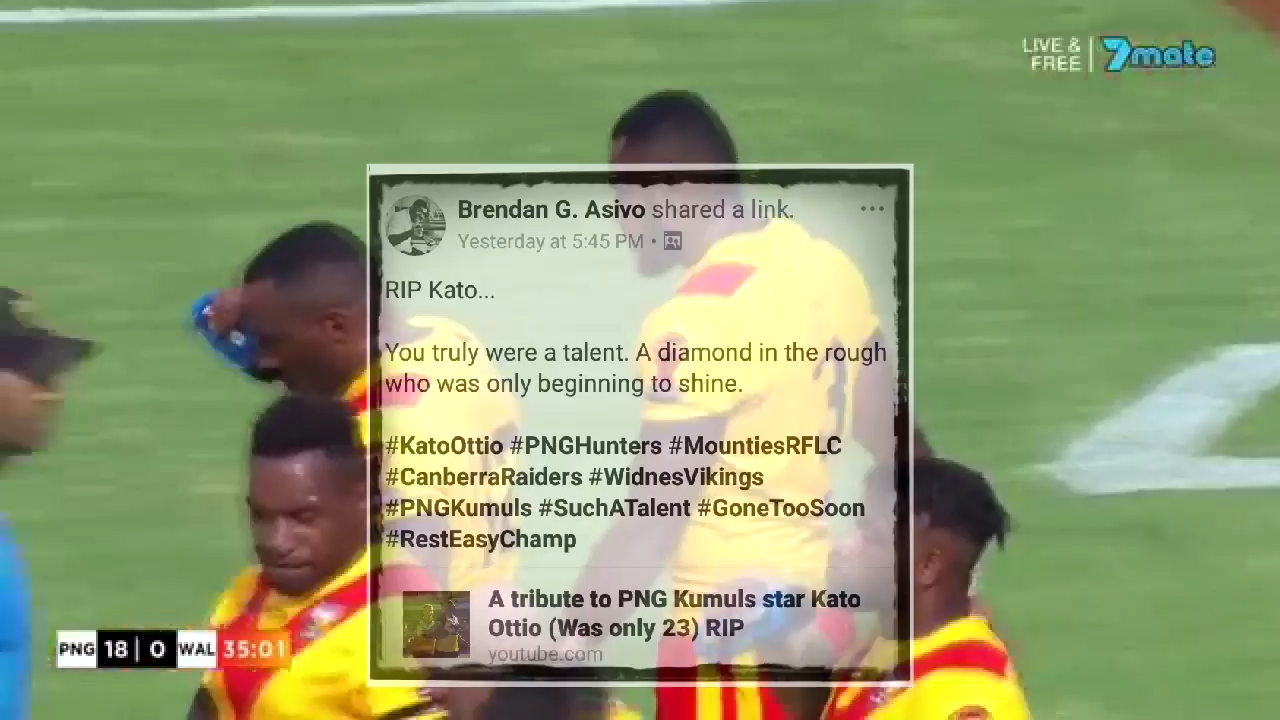 LIVE &
FREE
7mate
Brendan G. Asivo shared a link.
Yesterday at 5:45 PM •
RIP Kato...
You truly were a talent. A diamond in the rough
who was only beginning to shine.
#KatoOttio #PNGHunters #MountiesRFLC
#CanberraRaiders #WidnesVikings
#PNGKumuls #SuchATalent #GoneTooSoon
#RestEasyChamp
A tribute to PNG Kumuls star Kato
Ottio (Was only 23) RIP
youtube.com
PNG 18 0 WAL 35:01